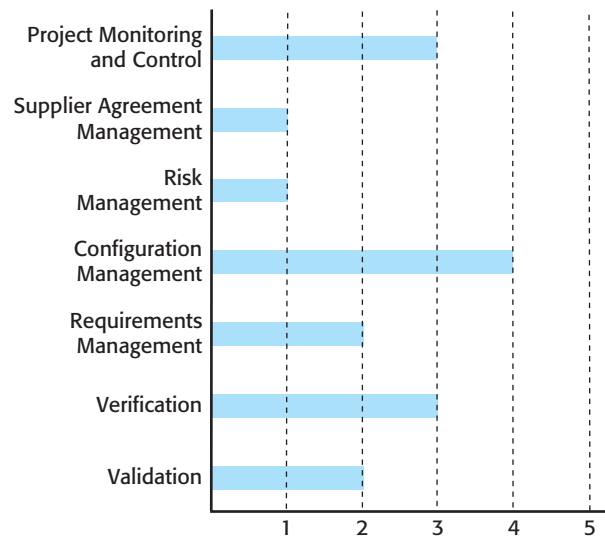 Project Monitoring
and Control
Supplier Agreement
Management
Risk
Management
Configuration
Management
Requirements
Management
Verification
Validation
1 2 3 4 5